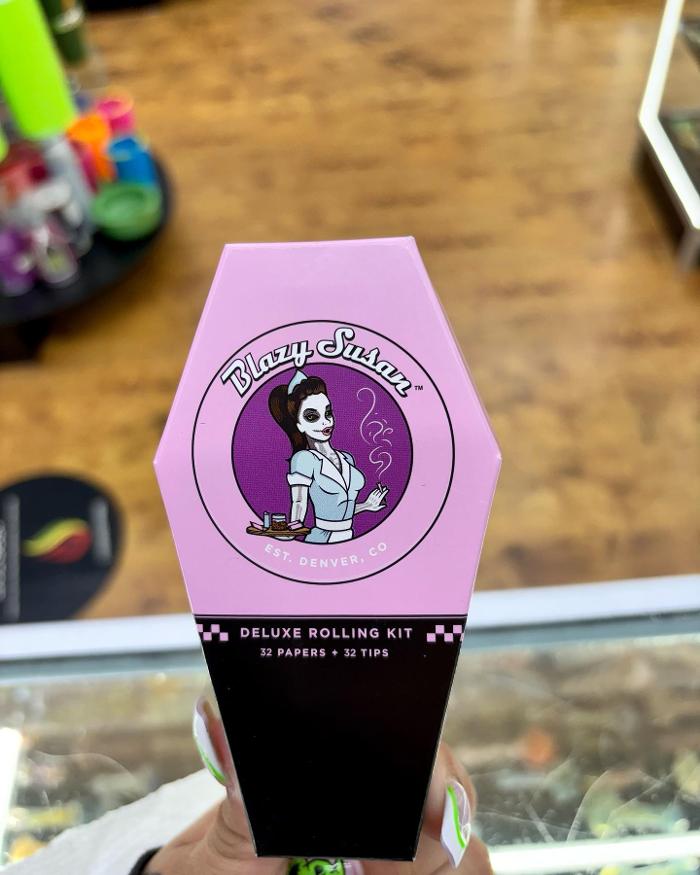 Blazy Susan™
EST. DENVER, CO
DELUXE ROLLING KIT
32 PAPERS + 32 TIPS